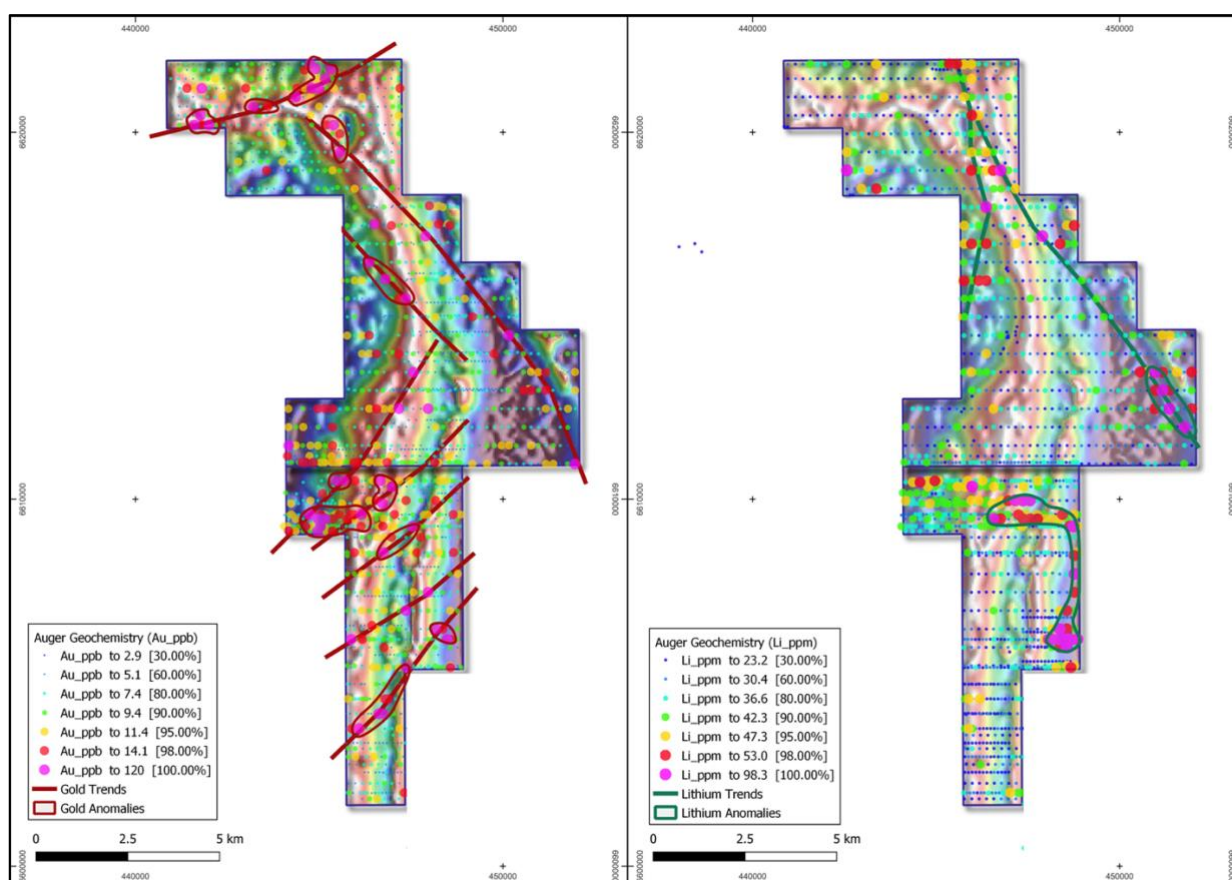 440000
450000
440000
450000
6620000
6620000
6620000
6610000
6610000
6610000
Auger Geochemistry (Au_ppb)
Au_ppb to 2.9 [30.00%]
Au_ppb to 5.1 [60.00%]
Au_ppb to 7.4 [80.00%]
Au_ppb to 9.4 [90.00%]
Au_ppb to 11.4 [95.00%]
Au_ppb to 14.1 [98.00%]
Au_ppb to 120 [100.00%]
Gold Trends
Gold Anomalies
0 2.5 5 km
Auger Geochemistry (Li_ppm)
Li_ppm to 23.2 [30.00%]
Li_ppm to 30.4 [60.00%]
Li_ppm to 36.6 [80.00%]
Li_ppm to 42.3 [90.00%]
Li_ppm to 47.3 [95.00%]
Li_ppm to 53.0 [98.00%]
Li_ppm to 98.3 [100.00%]
Lithium Trends
Lithium Anomalies
0 2.5 5 km
6600000
6600000
6600000
440000
450000
440000
450000